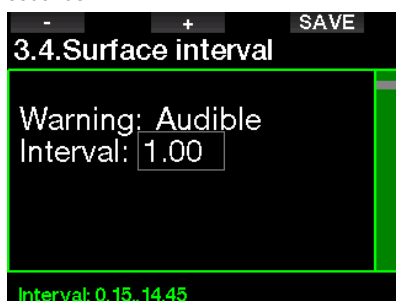 - + SAVE
3.4.Surface interval
Warning: Audible
Interval: 1.00
Interval: 0.15..14.45